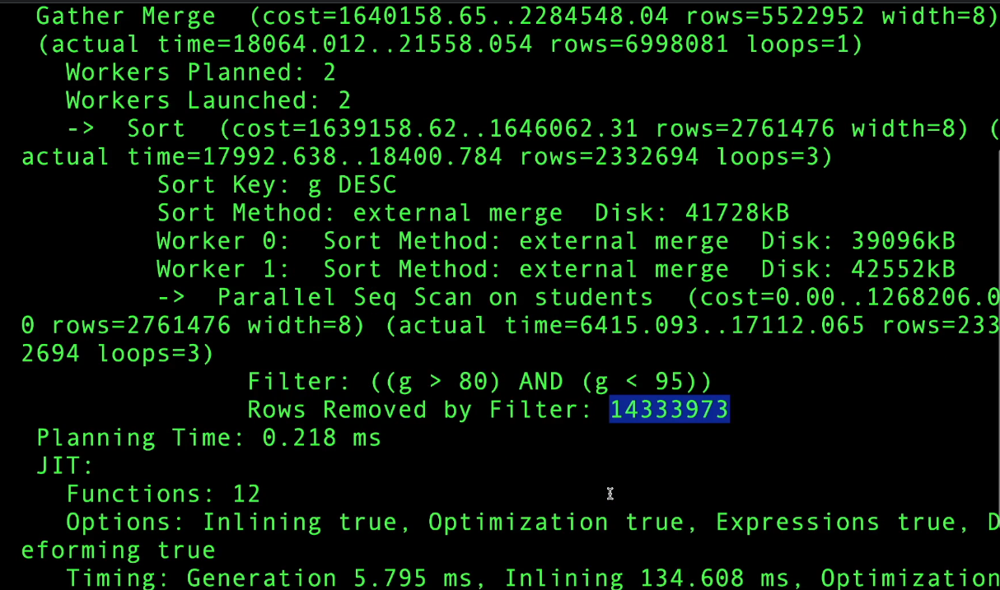 Gather Merge (cost=1640158.65..2284548.04 rows=5522952 width=8)
(actual time=18064.012..21558.054 rows=6998081 loops=1)
Workers Planned: 2
Workers Launched: 2
-> Sort (cost=1639158.62..1646062.31 rows=2761476 width=8) (
actual time=17992.638..18400.784 rows=2332694 loops=3)
Sort Key: g DESC
Sort Method: external merge Disk: 41728kB
Worker 0: Sort Method: external merge Disk: 39096kB
Worker 1: Sort Method: external merge Disk: 42552kB
-> Parallel Seq Scan on students (cost=0.00..1268206.0
0 rows=2761476 width=8) (actual time=6415.093..17112.065 rows=233
2694 loops=3)
Filter: ((g > 80) AND (g < 95))
Rows Removed by Filter: 14333973
Planning Time: 0.218 ms
JIT:
Functions: 12
Options: Inlining true, Optimization true, Expressions true, D
eforming true
Timing: Generation 5.795 ms, Inlining 134.608 ms, Optimization